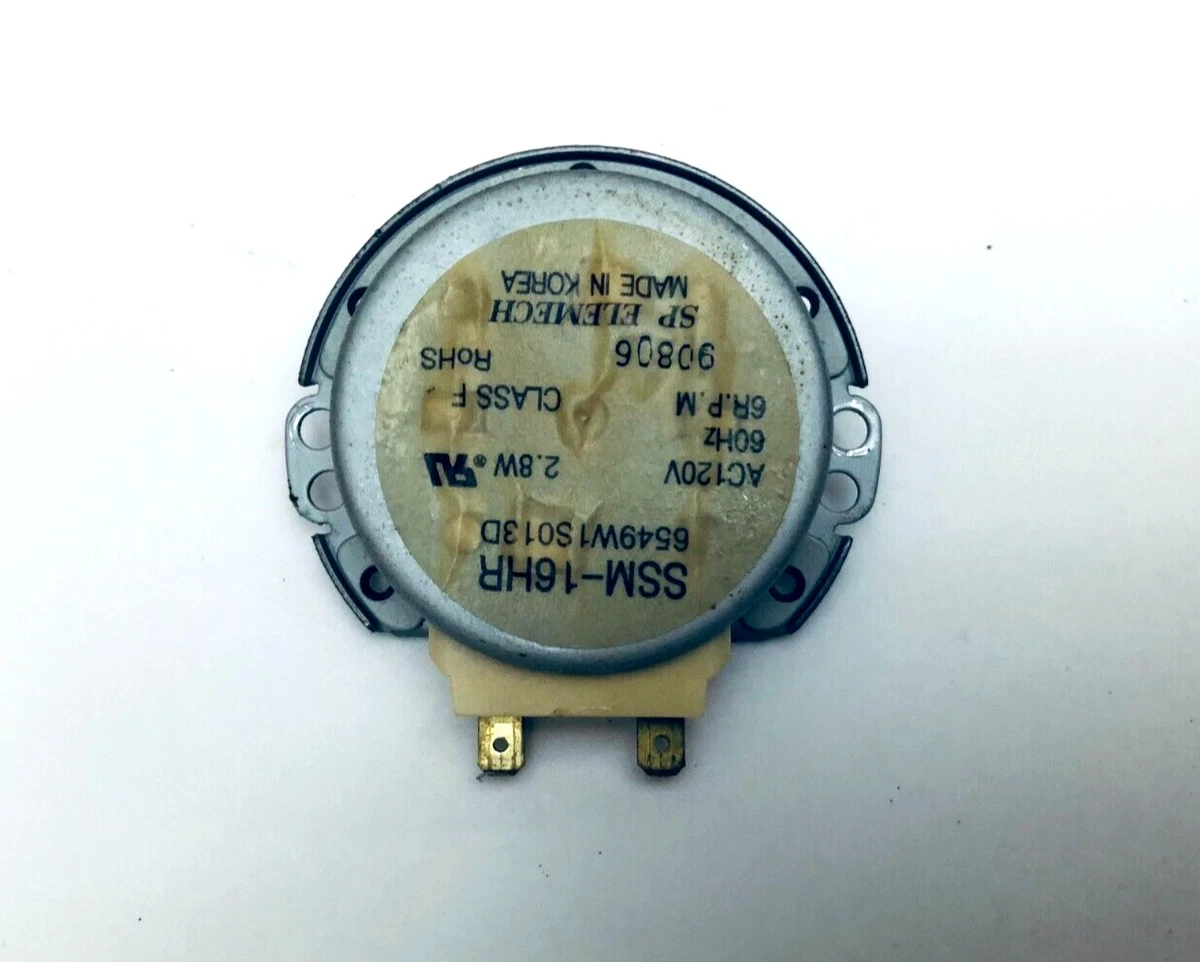 SSM-16HR
6549W1S013D
AC120V 2.8W ®
60Hz
6R.P.M CLASS F
90806 RoHS
SP ELEMECH
MADE IN KOREA